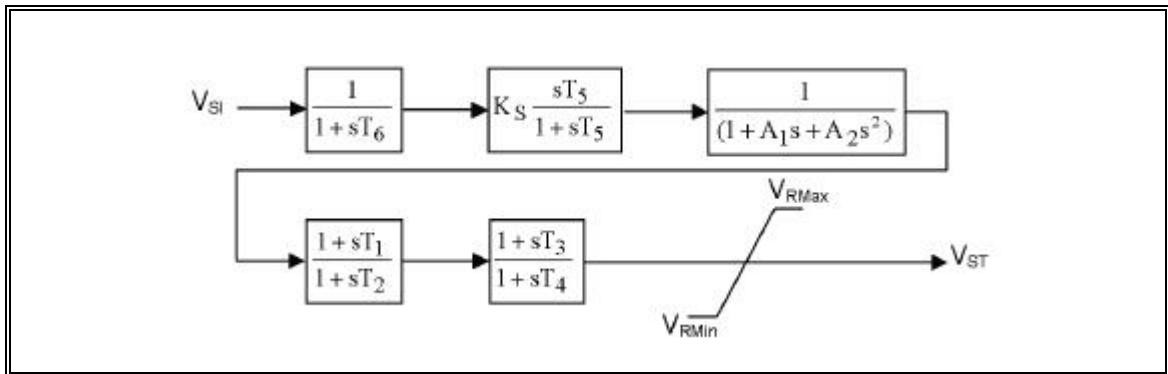 V_SI
1
1 + sT_6
K_S sT_5
1 + sT_5
1
(1 + A_1s + A_2s^2)
V_RMax
1 + sT_1
1 + sT_2
1 + sT_3
1 + sT_4
V_ST
V_RMin